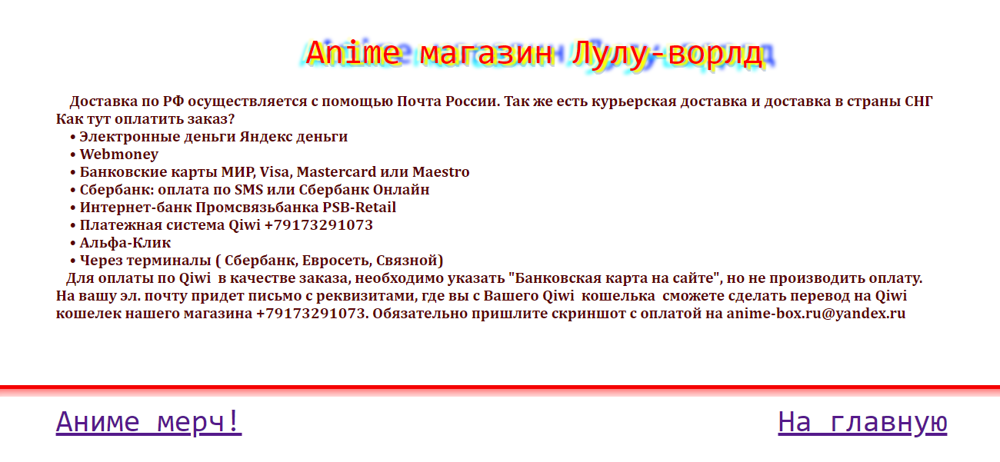 Anime магазин Лулу-ворлд
Доставка по РФ осуществляется с помощью Почта России. Так же есть курьерская доставка и доставка в страны СНГ
Как тут оплатить заказ?
• Электронные деньги Яндекс деньги
• Webmoney
• Банковские карты МИР, Visa, Mastercard или Maestro
• Сбербанк: оплата по SMS или Сбербанк Онлайн
• Интернет-банк Промсвязьбанка PSB-Retail
• Платежная система Qiwi +79173291073
• Альфа-Клик
• Через терминалы ( Сбербанк, Евросеть, Связной)
Для оплаты по Qiwi  в качестве заказа, необходимо указать "Банковская карта на сайте", но не производить оплату.
На вашу эл. почту придет письмо с реквизитами, где вы с Вашего Qiwi  кошелька  сможете сделать перевод на Qiwi
кошелек нашего магазина +79173291073. Обязательно пришлите скриншот с оплатой на anime-box.ru@yandex.ru
Аниме мерч!
На главную